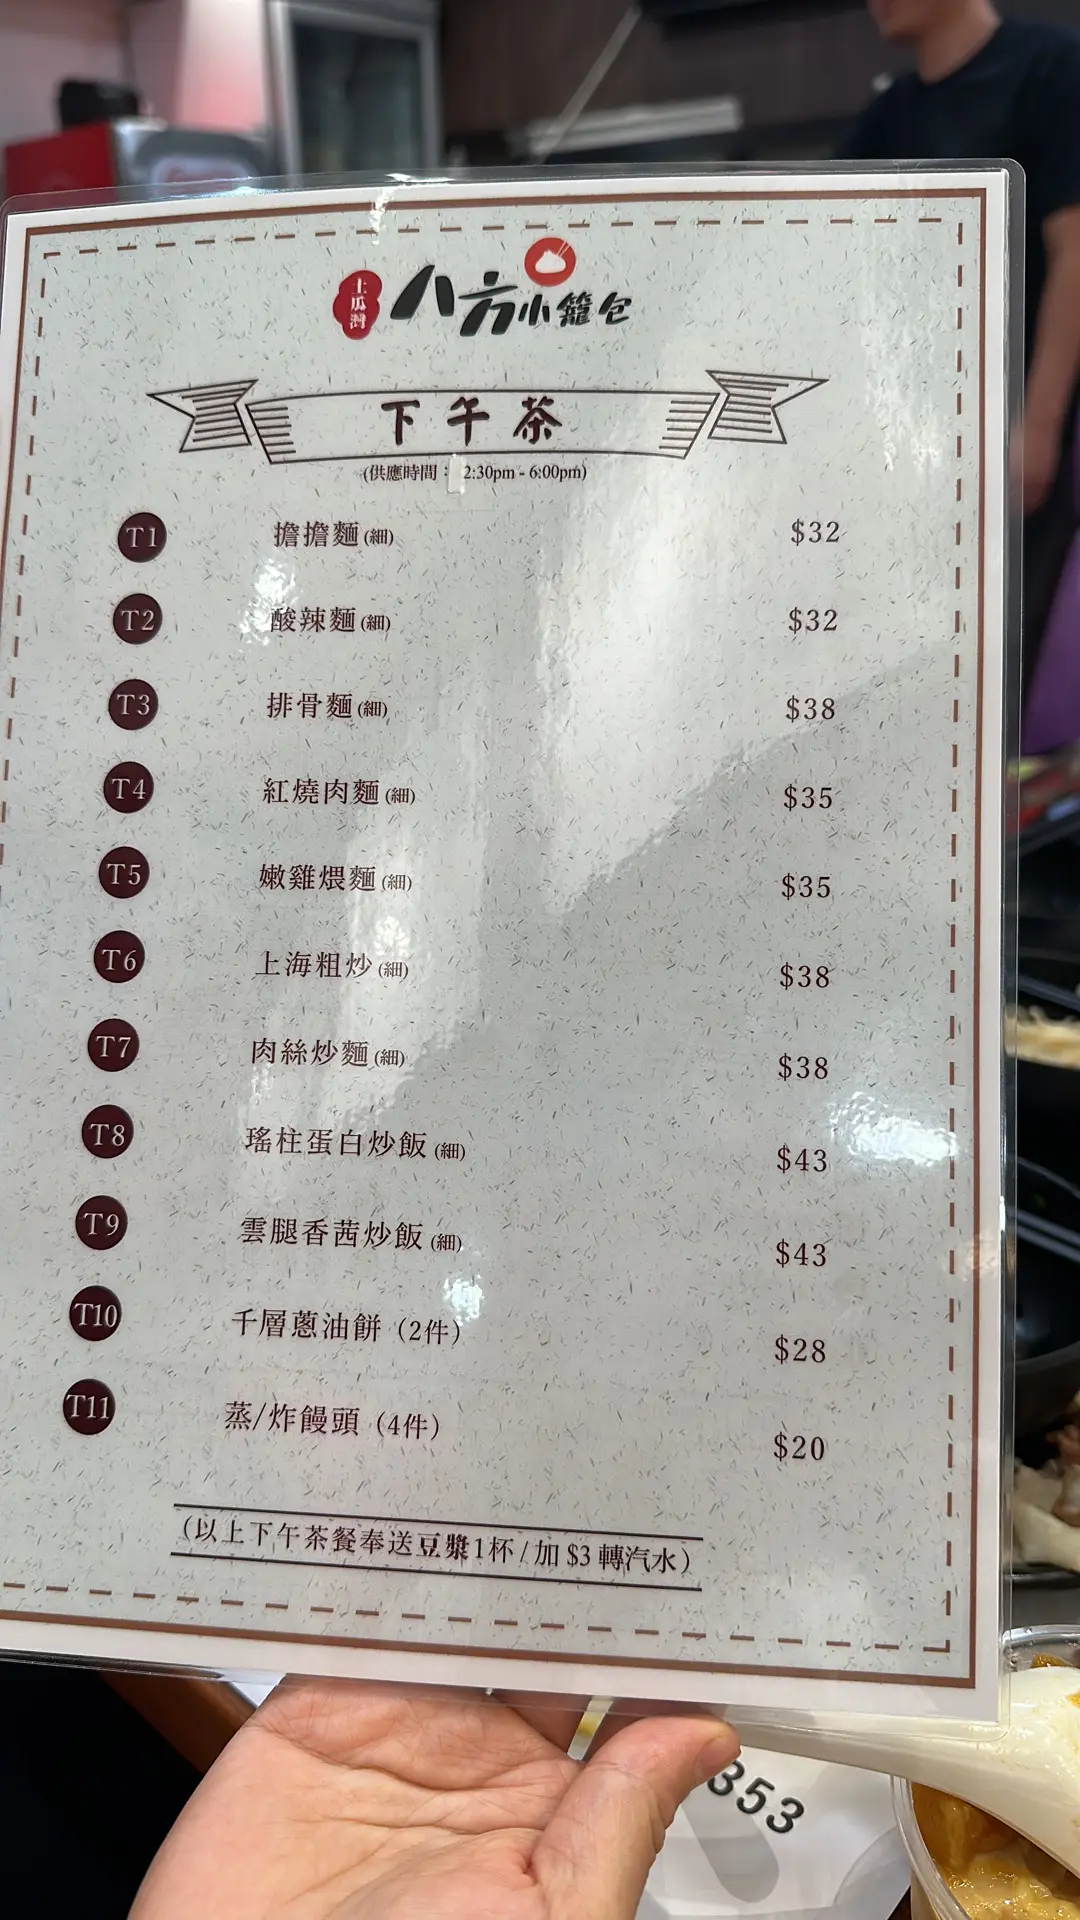 土瓜灣
八方小籠包
下午茶
(供應時間： 2:30pm - 6:00pm)
T1 擔擔麵(細) $32
T2 酸辣麵(細) $32
T3 排骨麵(細) $38
T4 紅燒肉麵(細) $35
T5 嫩雞煨麵(細) $35
T6 上海粗炒(細) $38
T7 肉絲炒麵(細) $38
T8 瑤柱蛋白炒飯(細) $43
T9 雲腿香茜炒飯(細) $43
T10 千層蔥油餅（2件） $28
T11 蒸/炸饅頭（4件） $20
（以上下午茶餐奉送豆漿1杯 / 加 $3 轉汽水）
353